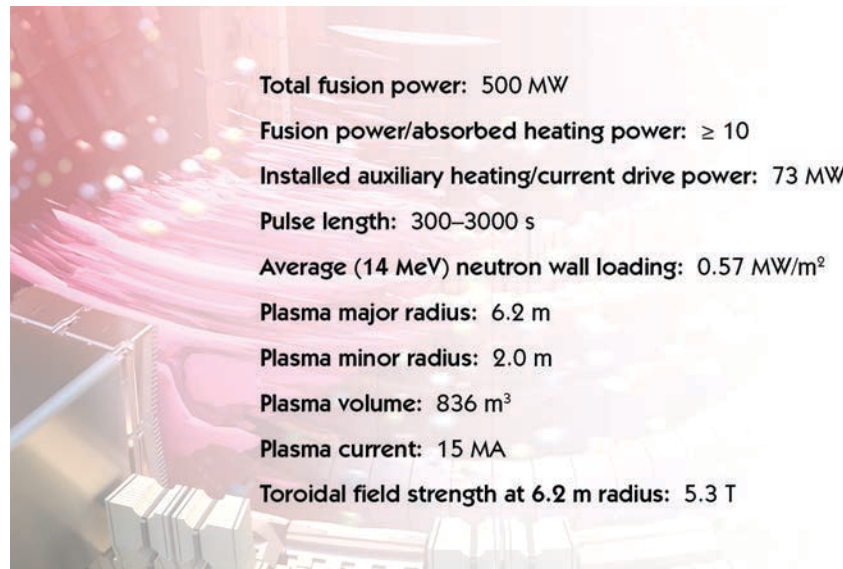 Total fusion power: 500 MW
Fusion power/absorbed heating power: ≥ 10
Installed auxiliary heating/current drive power: 73 MW
Pulse length: 300–3000 s
Average (14 MeV) neutron wall loading: 0.57 MW/m²
Plasma major radius: 6.2 m
Plasma minor radius: 2.0 m
Plasma volume: 836 m³
Plasma current: 15 MA
Toroidal field strength at 6.2 m radius: 5.3 T